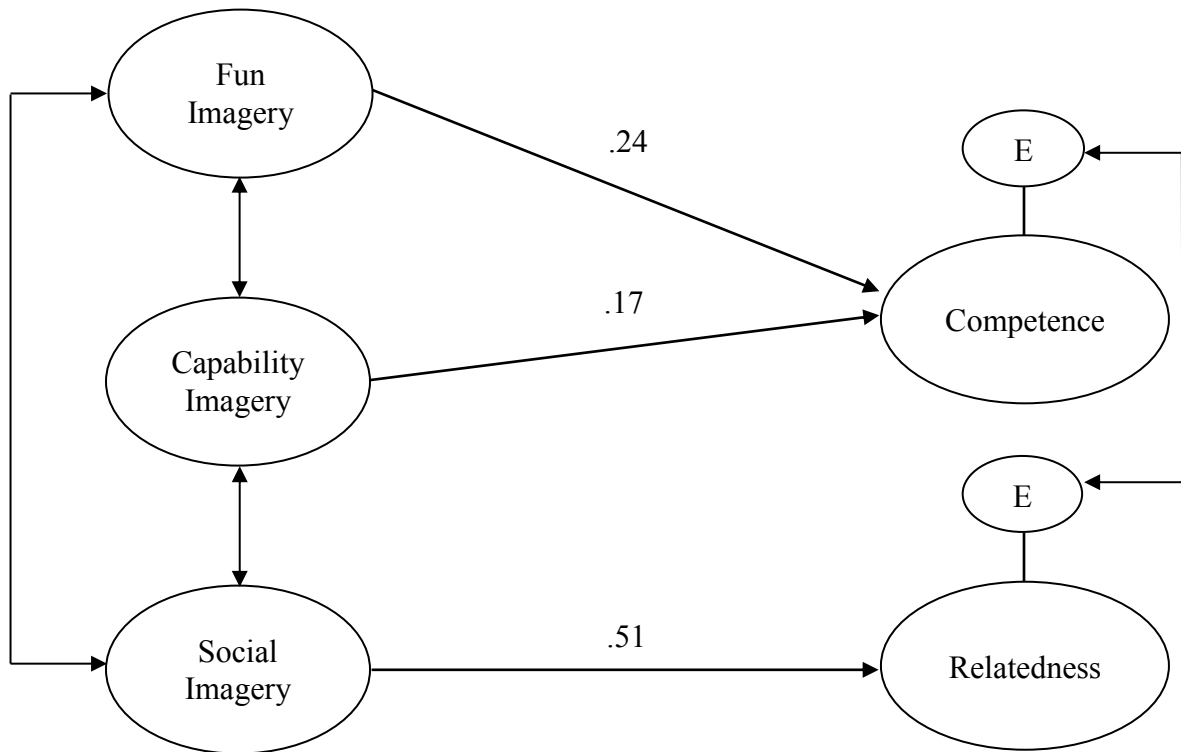 Fun
Imagery
.24
E
Competence
.17
Capability
Imagery
E
Social
Imagery
.51
Relatedness